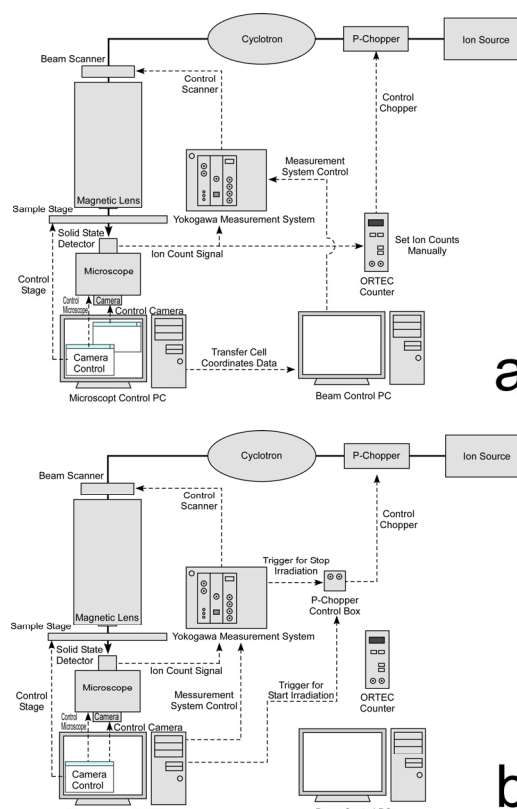 Cyclotron
P-Chopper
Ion Source
Beam Scanner
Control
Scanner
Control
Chopper
Measurement
System Control
Magnetic Lens
Sample Stage
Yokogawa Measurement System
Solid State
Detector
Ion Count Signal
Set Ion Counts
Manually
ORTEC
Counter
Microscope
Control
Stage
Control
Microscope
Camera
Control Camera
Camera
Control
Transfer Cell
Coordinates Data
Microscopt Control PC
Beam Control PC
a
Cyclotron
P-Chopper
Ion Source
Beam Scanner
Control
Scanner
Control
Chopper
Trigger for Stop
Irradiation
P-Chopper
Control Box
Magnetic Lens
Sample Stage
Yokogawa Measurement System
Solid State
Detector
Ion Count Signal
Microscope
Messurement
System Control
Trigger for
Start Irradiation
ORTEC
Counter
Control
Stage
Control
Microscope
Camera
Control Camera
Camera
Control
b